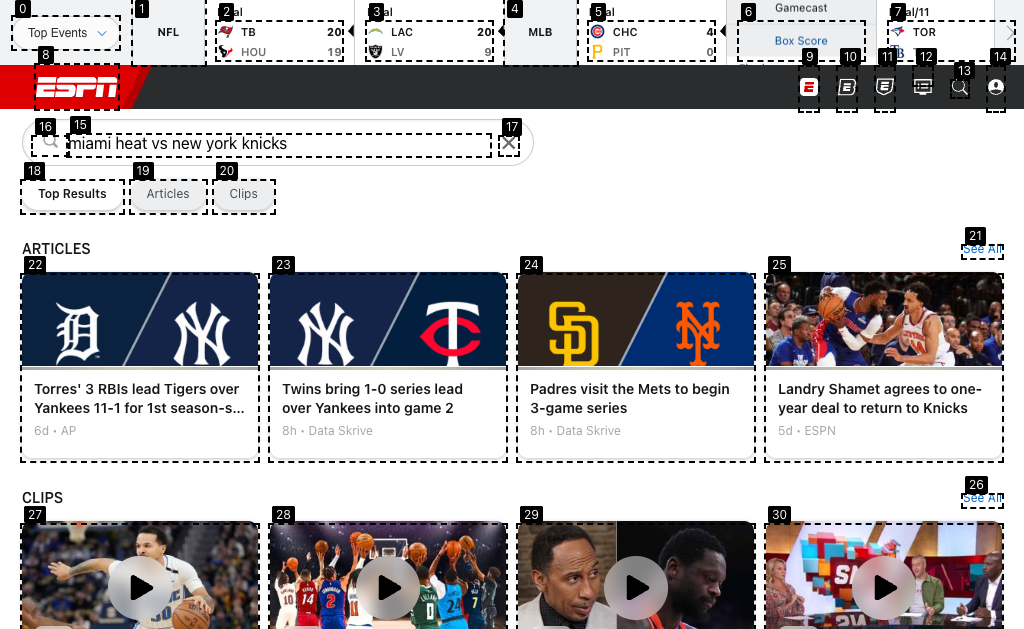 0
1
2
3
4
5
6
7
Top Events
NFL
TB 20
HOU 19
LAC 20
LV 9
MLB
CHC 4
PIT 0
Gamecast
Box Score
TOR
8
ESPN
9
10
11
12
13
14
16
15
17
miami heat vs new york knicks
18
19
20
Top Results
Articles
Clips
ARTICLES
21
See All
22
23
24
25
Torres' 3 RBIs lead Tigers over
Yankees 11-1 for 1st season-s...
6d • AP
Twins bring 1-0 series lead
over Yankees into game 2
8h • Data Skrive
Padres visit the Mets to begin
3-game series
8h • Data Skrive
Landry Shamet agrees to one-
year deal to return to Knicks
5d • ESPN
CLIPS
26
See All
27
28
29
30